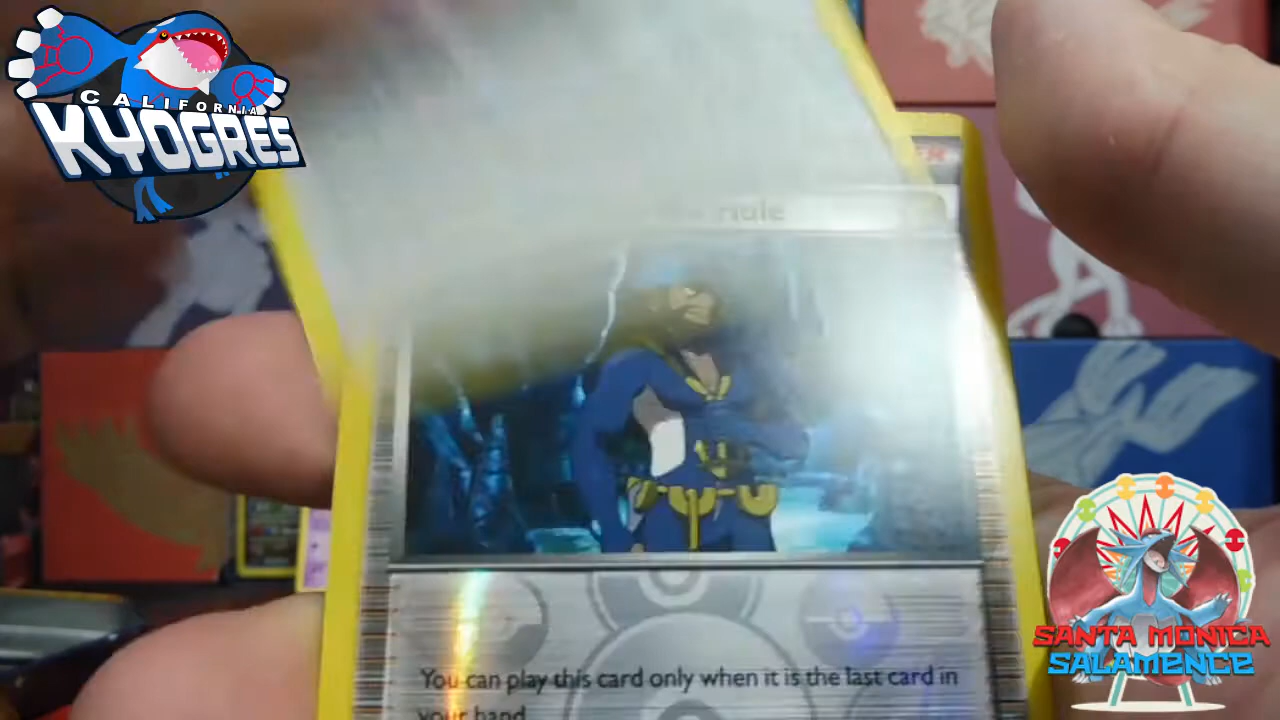 CALIFORNIA
KYOGRES
Hule
You can play this card only when it is the last card in
your hand
SANTA MONICA
SALAMENCE